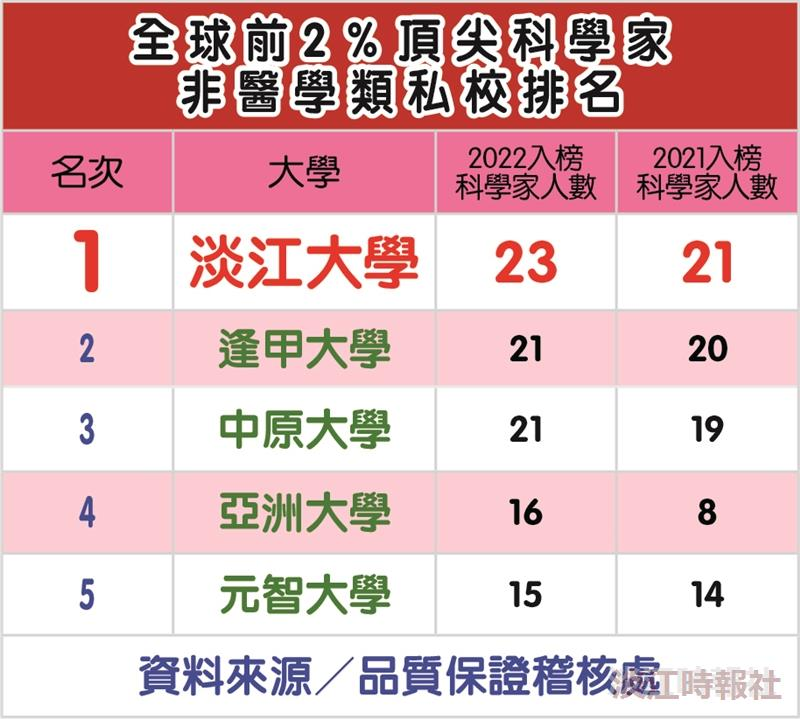 全球前2%頂尖科學家
非醫學類私校排名
名次 大學 2022入榜科學家人數 2021入榜科學家人數
1 淡江大學 23 21
2 逢甲大學 21 20
3 中原大學 21 19
4 亞洲大學 16 8
5 元智大學 15 14
資料來源／品質保證稽核處
淡江時報社